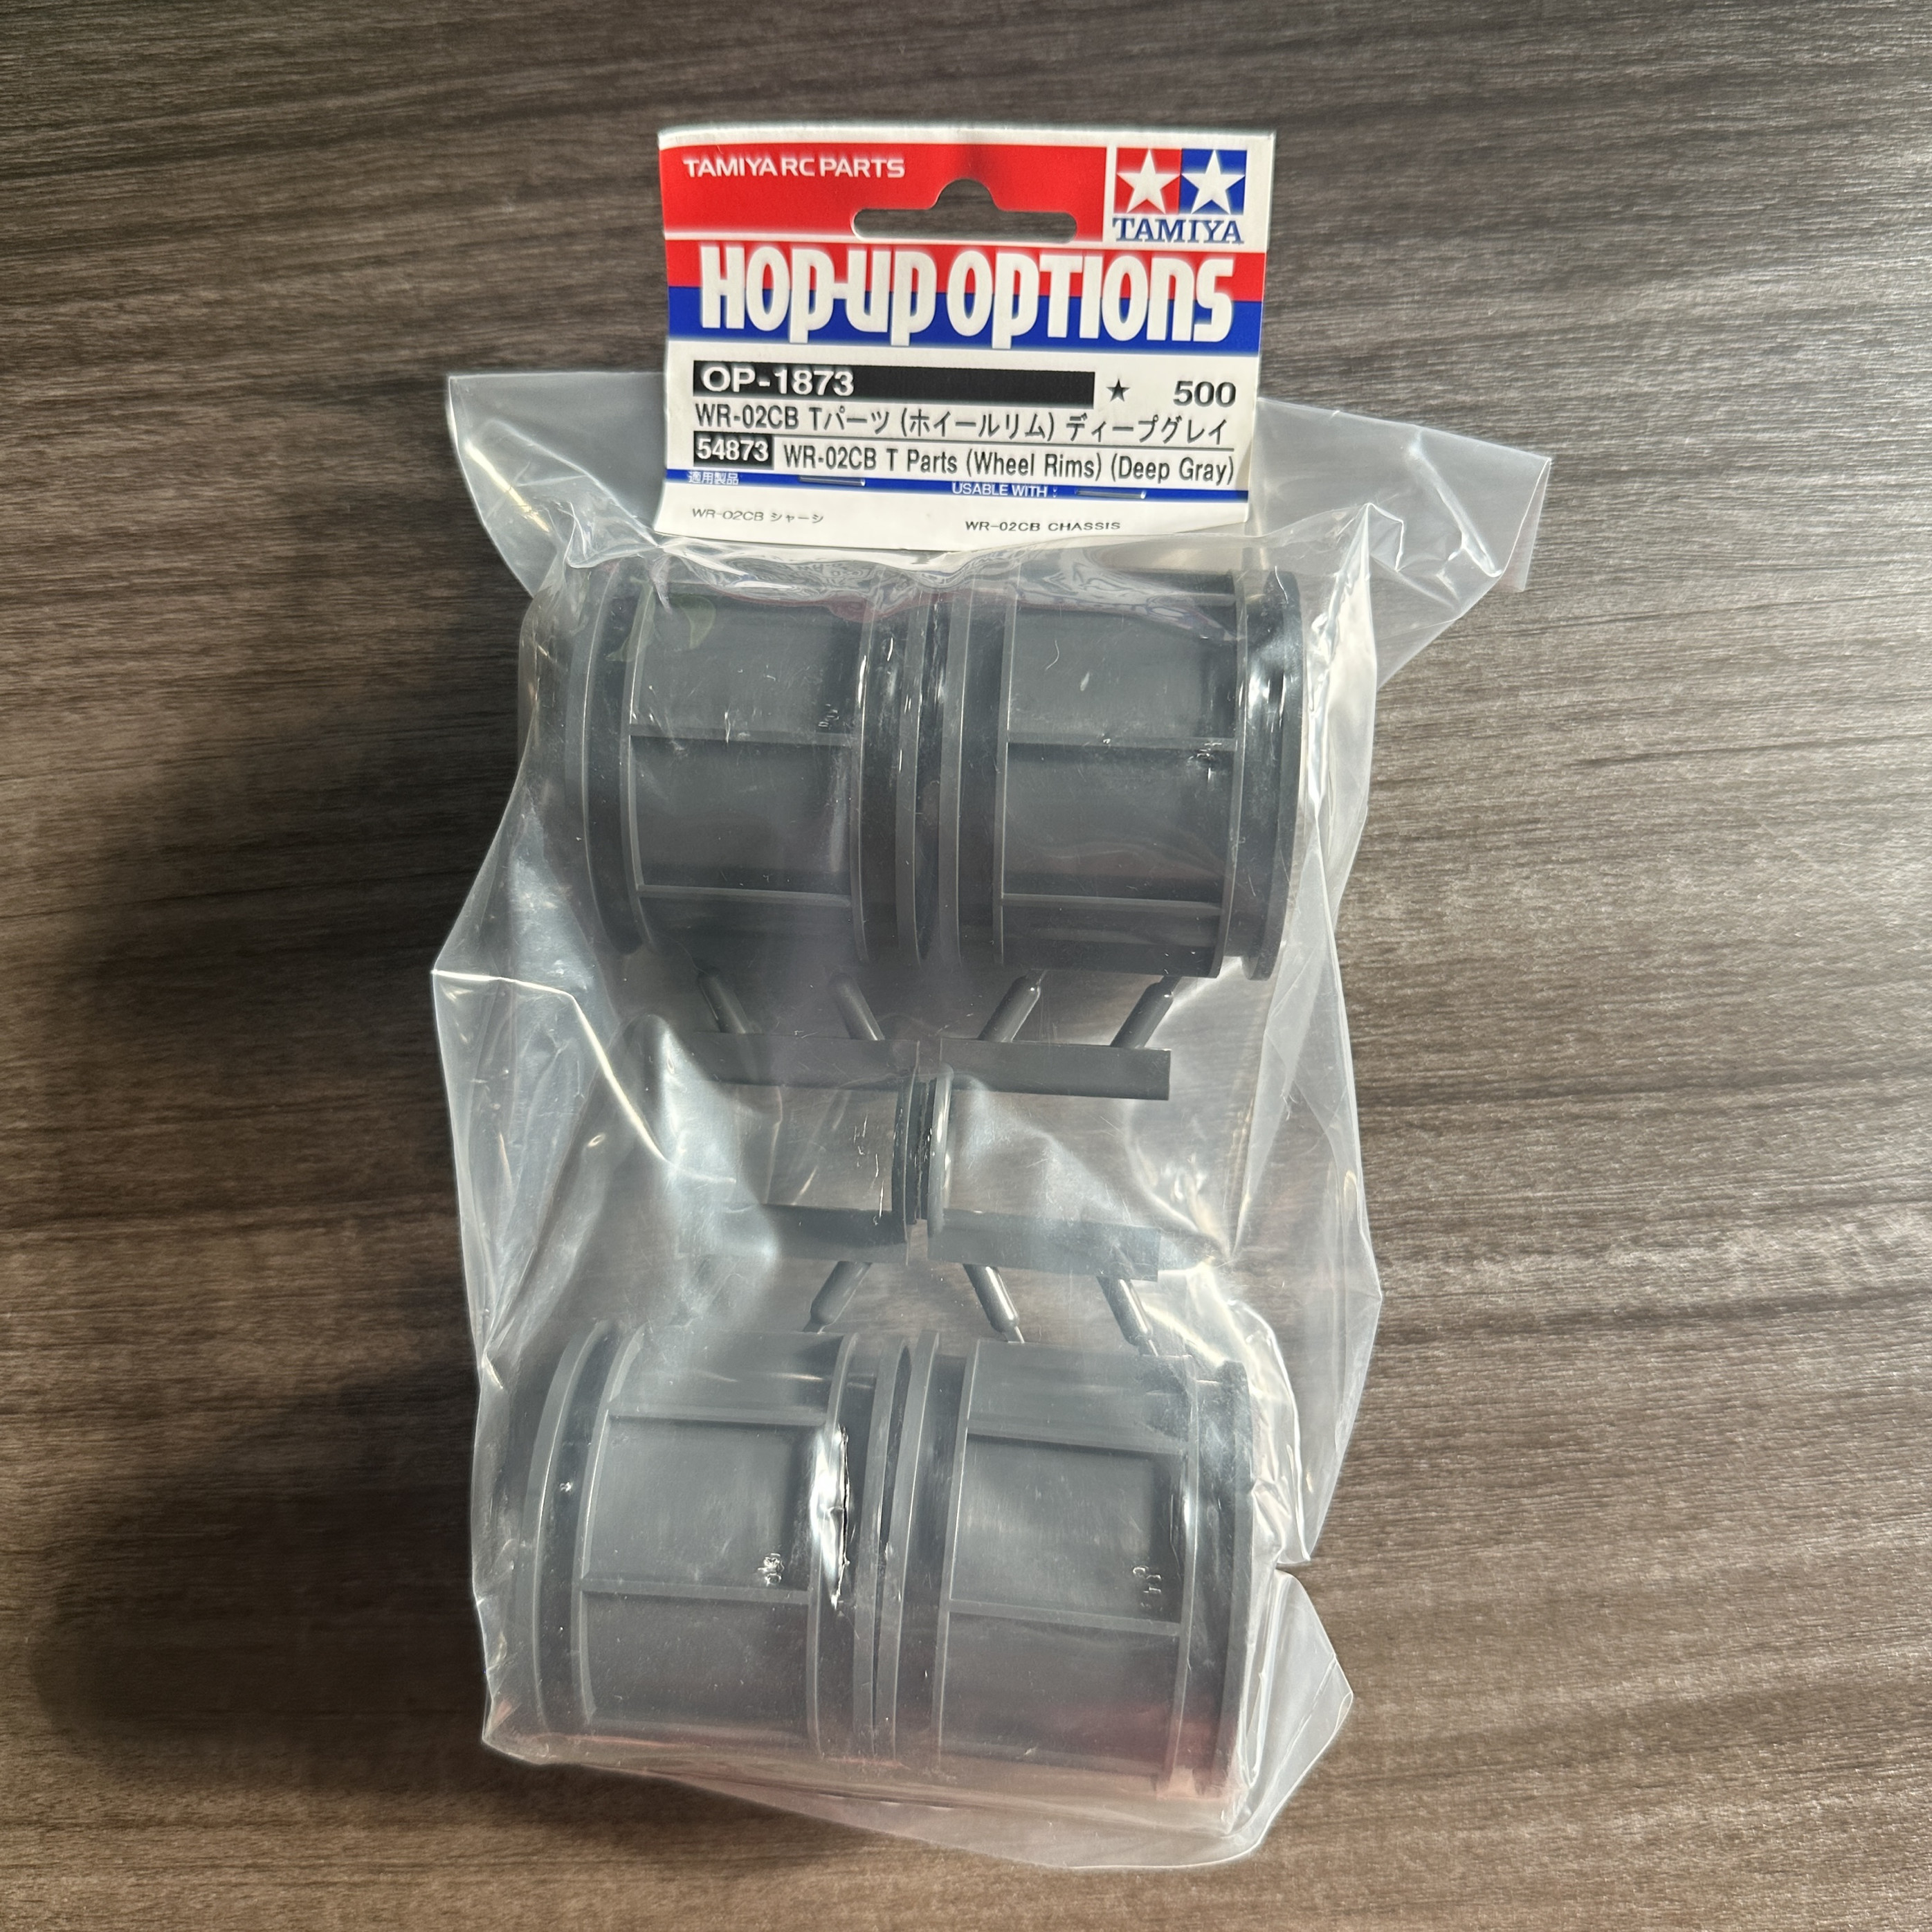 TAMIYA RC PARTS
TAMIYA
HOP-UP OPTIONS
OP-1873 ★ 500
WR-02CB Tパーツ (ホイールリム) ディープグレイ
54873 WR-02CB T Parts (Wheel Rims) (Deep Gray)
適用製品 USABLE WITH :
WR-02CB シャーシ WR-02CB CHASSIS